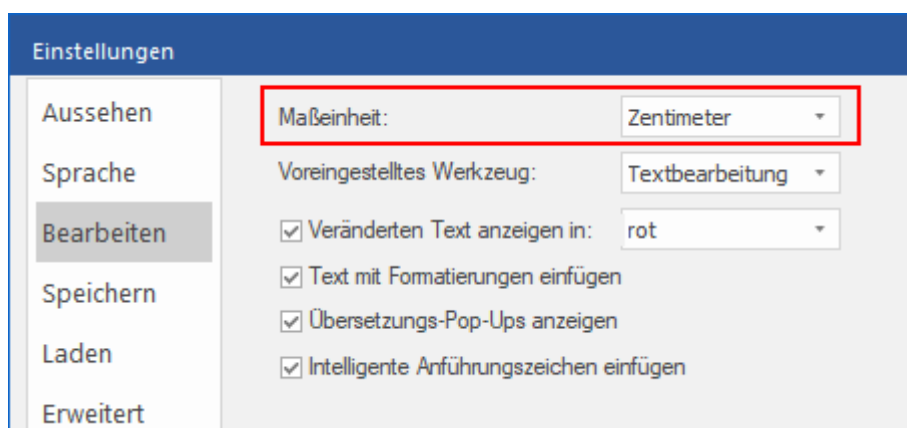 Einstellungen
Aussehen
Sprache
Bearbeiten
Speichern
Laden
Erweitert
Maßeinheit: Zentimeter
Voreingestelltes Werkzeug: Textbearbeitung
Veränderten Text anzeigen in: rot
Text mit Formatierungen einfügen
Übersetzungs-Pop-Ups anzeigen
Intelligente Anführungszeichen einfügen